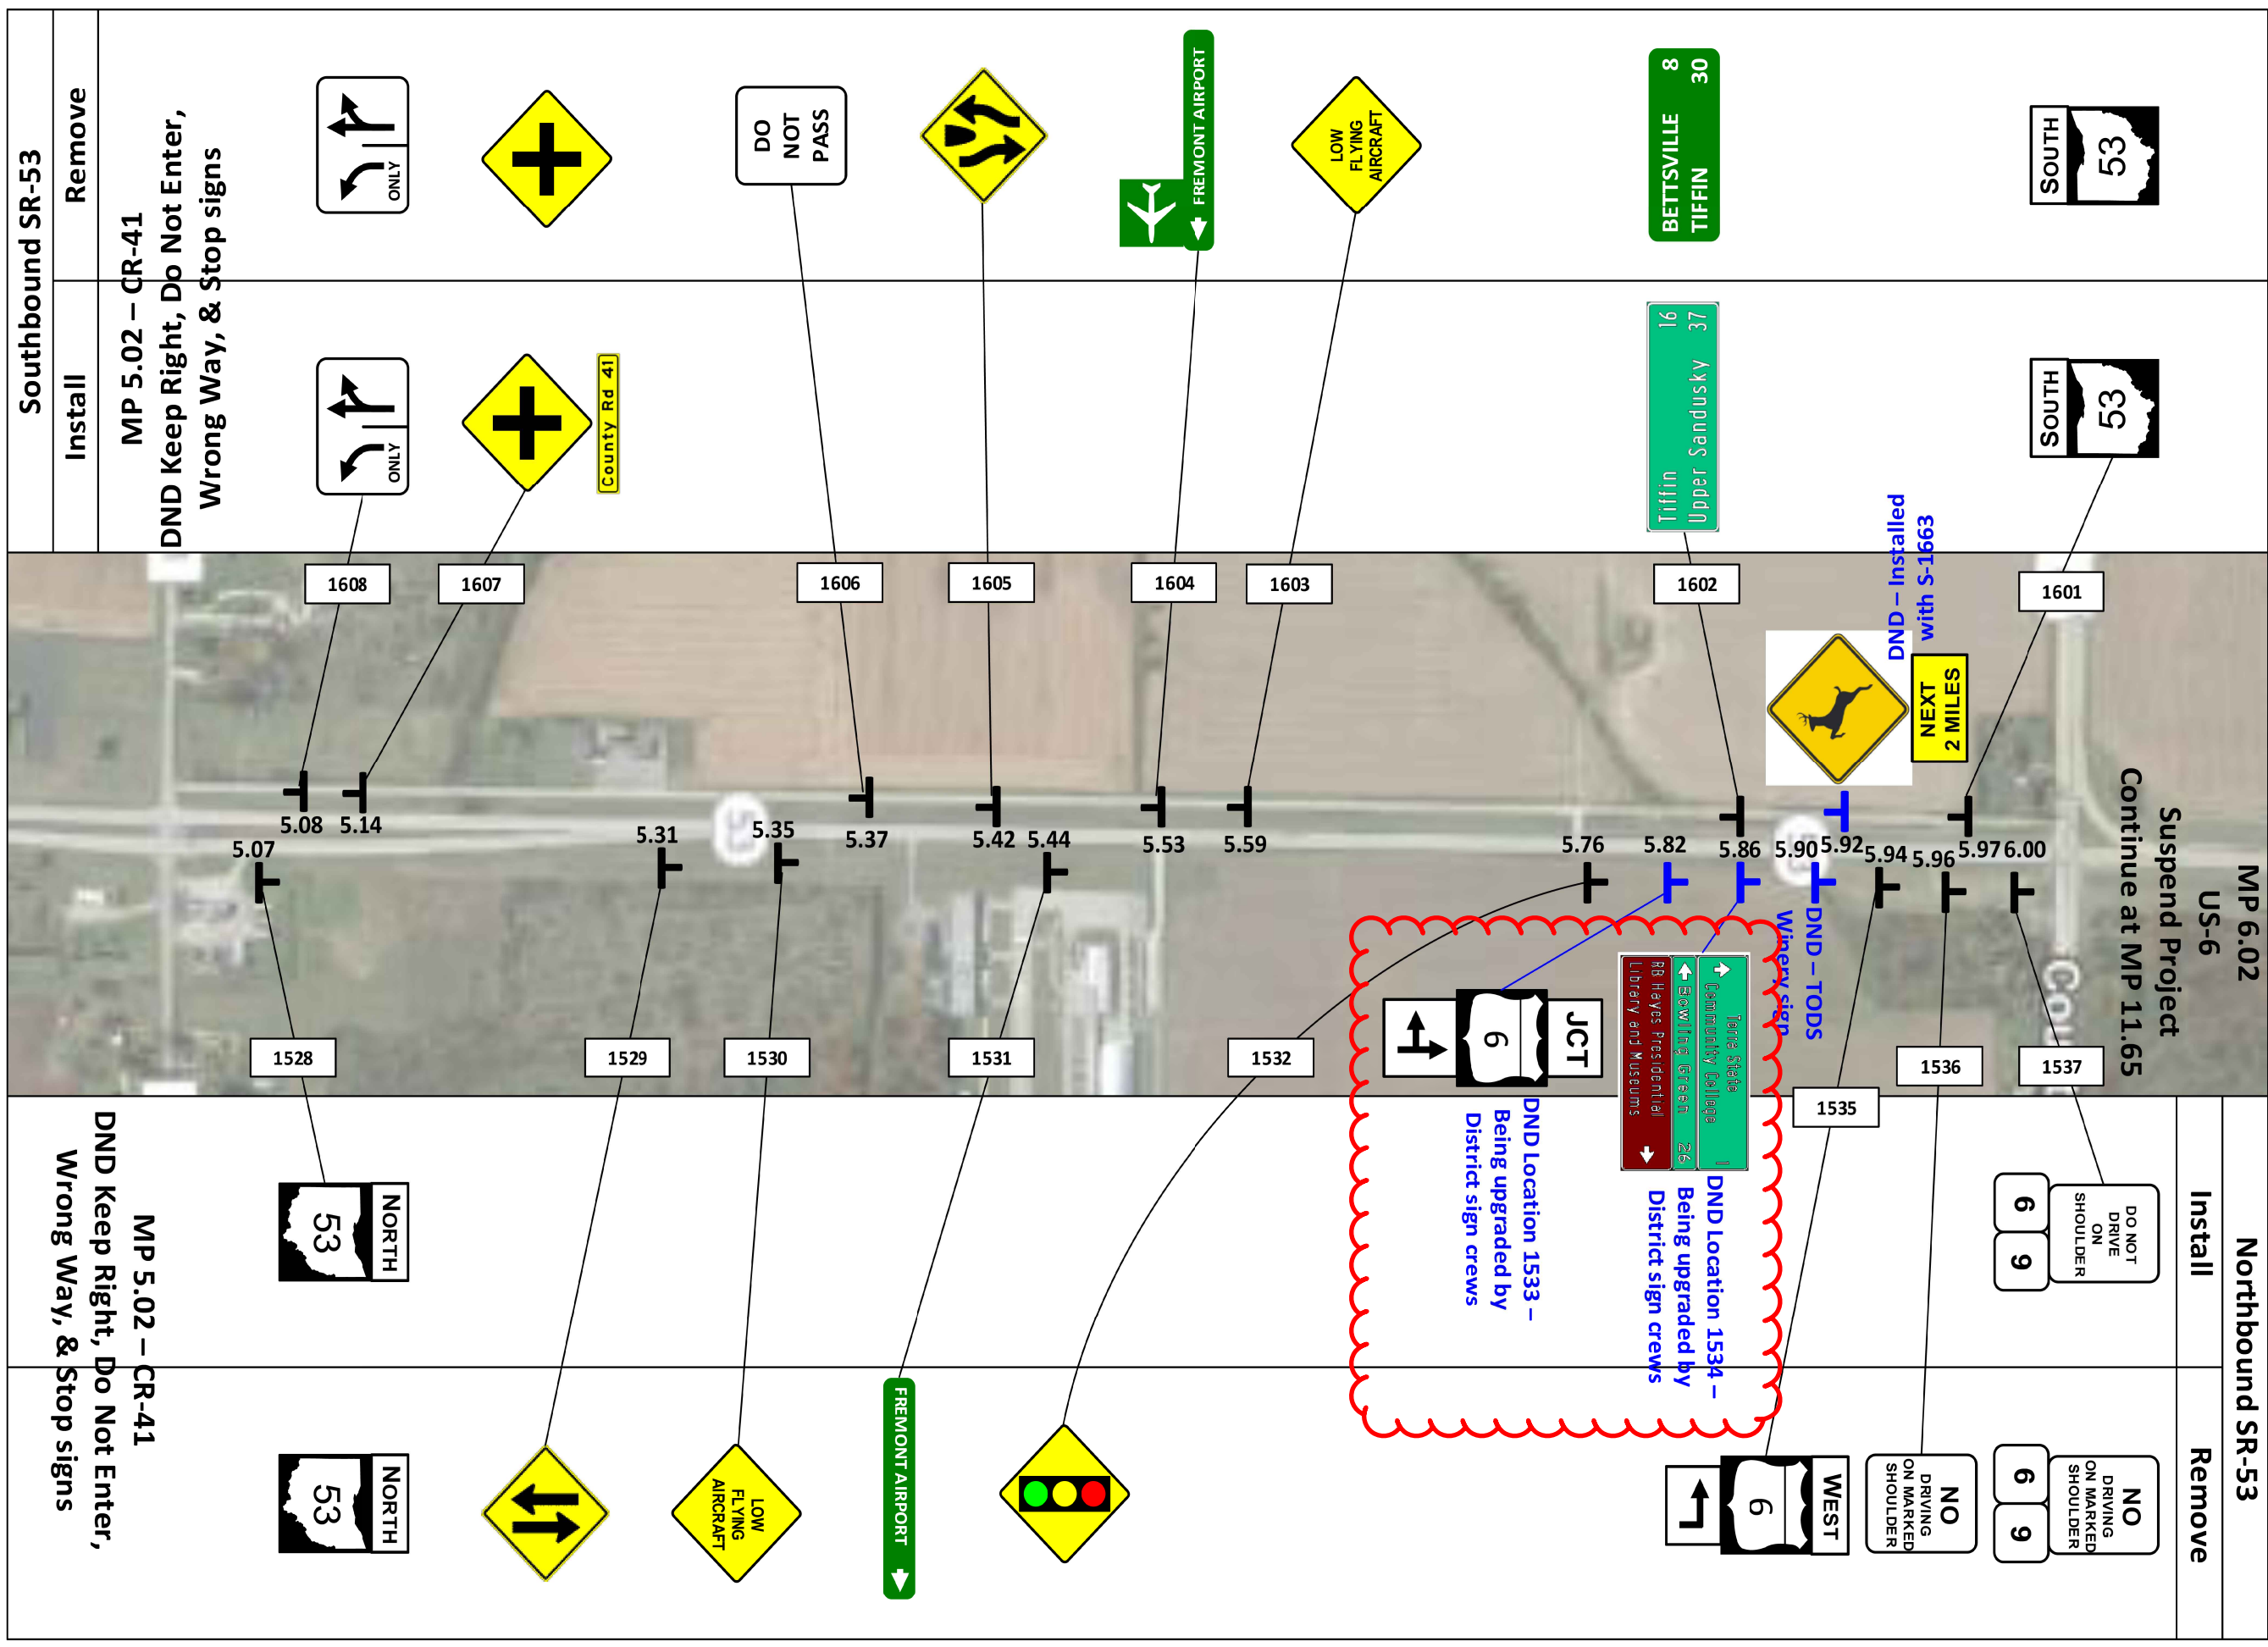 Southbound SR-53
Remove
Install
MP 5.02 – CR-41
DND Keep Right, Do Not Enter,
Wrong Way, & Stop signs
ONLY
DO
NOT
PASS
FREMONT AIRPORT
LOW
FLYING
AIRCRAFT
BETTSVILLE 8
TIFFIN 30
SOUTH
53
ONLY
County Rd 41
Tiffin 16
Upper Sandusky 37
SOUTH
53
DND – Installed
with S-1663
NEXT
2 MILES
1608
1607
1606
1605
1604
1603
1602
1601
5.08
5.14
5.37
5.42
5.53
5.59
5.86
5.92
5.97
5.07
5.31
5.35
5.44
5.76
5.82
5.90
5.94
5.96
6.00
53
MP 6.02
US-6
Suspend Project
Continue at MP 11.65
Cou
1528
1529
1530
1531
1532
1535
1536
1537
DND – TODS
Winery sign
JCT
6
Terra State
Community College 1
Bowling Green 26
RB Hayes Presidential
Library and Museums
DND Location 1533 –
Being upgraded by
District sign crews
DND Location 1534 –
Being upgraded by
District sign crews
Northbound SR-53
Install
Remove
DO NOT
DRIVE
ON
SHOULDER
6 9
NORTH
53
MP 5.02 – CR-41
DND Keep Right, Do Not Enter,
Wrong Way, & Stop signs
NORTH
53
LOW
FLYING
AIRCRAFT
FREMONT AIRPORT
WEST
6
NO
DRIVING
ON MARKED
SHOULDER
NO
DRIVING
ON MARKED
SHOULDER
6 9